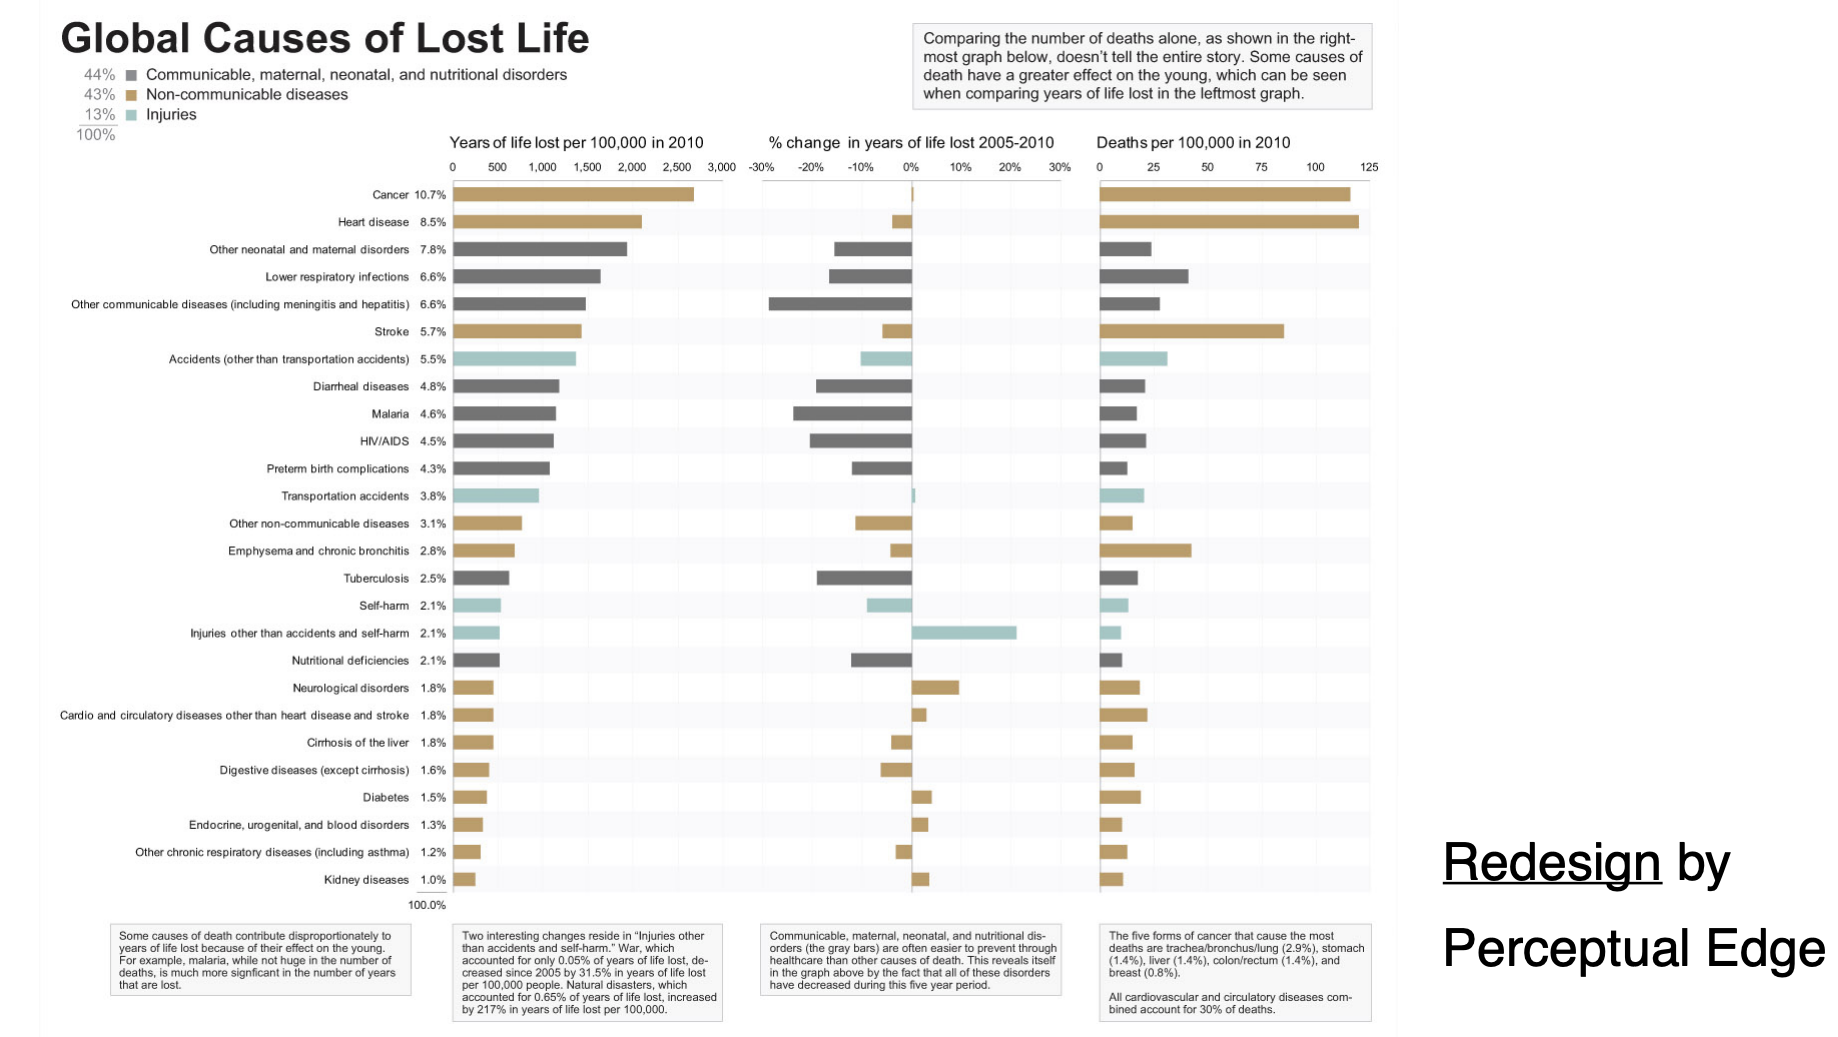 Global Causes of Lost Life
44% Communicable, maternal, neonatal, and nutritional disorders
43% Non-communicable diseases
13% Injuries
100%
Comparing the number of deaths alone, as shown in the right-
most graph below, doesn't tell the entire story. Some causes of
death have a greater effect on the young, which can be seen
when comparing years of life lost in the leftmost graph.
Years of life lost per 100,000 in 2010
% change in years of life lost 2005-2010
Deaths per 100,000 in 2010
0 500 1,000 1,500 2,000 2,500 3,000
-30% -20% -10% 0% 10% 20% 30%
0 25 50 75 100 125
Cancer 10.7%
Heart disease 8.5%
Other neonatal and maternal disorders 7.8%
Lower respiratory infections 6.6%
Other communicable diseases (including meningitis and hepatitis) 6.6%
Stroke 5.7%
Accidents (other than transportation accidents) 5.5%
Diarrheal diseases 4.8%
Malaria 4.6%
HIV/AIDS 4.5%
Preterm birth complications 4.3%
Transportation accidents 3.8%
Other non-communicable diseases 3.1%
Emphysema and chronic bronchitis 2.8%
Tuberculosis 2.5%
Self-harm 2.1%
Injuries other than accidents and self-harm 2.1%
Nutritional deficiencies 2.1%
Neurological disorders 1.8%
Cardio and circulatory diseases other than heart disease and stroke 1.8%
Cirrhosis of the liver 1.8%
Digestive diseases (except cirrhosis) 1.6%
Diabetes 1.5%
Endocrine, urogenital, and blood disorders 1.3%
Other chronic respiratory diseases (including asthma) 1.2%
Kidney diseases 1.0%
100.0%
Some causes of death contribute disproportionately to
years of life lost because of their effect on the young.
For example, malaria, while not huge in the number of
deaths, is much more signficant in the number of years
that are lost.
Two interesting changes reside in "Injuries other
than accidents and self-harm." War, which
accounted for only 0.05% of years of life lost, de-
creased since 2005 by 31.5% in years of life lost
per 100,000 people. Natural disasters, which
accounted for 0.65% of years of life lost, increased
by 217% in years of life lost per 100,000.
Communicable, maternal, neonatal, and nutritional dis-
orders (the gray bars) are often easier to prevent through
healthcare than other causes of death. This reveals itself
in the graph above by the fact that all of these disorders
have decreased during this five year period.
The five forms of cancer that cause the most
deaths are trachea/bronchus/lung (2.9%), stomach
(1.4%), liver (1.4%), colon/rectum (1.4%), and
breast (0.8%).
All cardiovascular and circulatory diseases com-
bined account for 30% of deaths.
Redesign by
Perceptual Edge